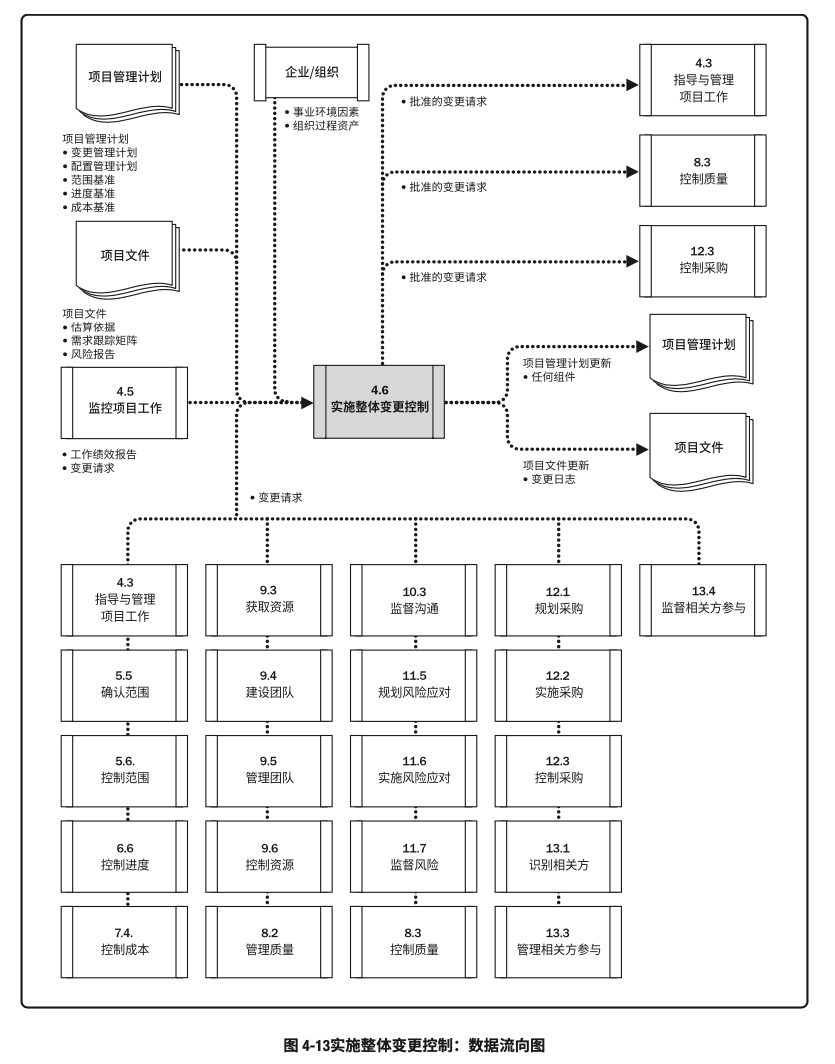 项目管理计划
项目管理计划
• 变更管理计划
• 配置管理计划
• 范围基准
• 进度基准
• 成本基准
企业/组织
• 事业环境因素
• 组织过程资产
项目文件
项目文件
• 估算依据
• 需求跟踪矩阵
• 风险报告
4.5
监控项目工作
• 工作绩效报告
• 变更请求
4.6
实施整体变更控制
• 批准的变更请求
4.3
指导与管理
项目工作
• 批准的变更请求
8.3
控制质量
• 批准的变更请求
12.3
控制采购
项目管理计划更新
• 任何组件
项目管理计划
项目文件更新
• 变更日志
项目文件
• 变更请求
4.3
指导与管理
项目工作
5.5
确认范围
5.6.
控制范围
6.6
控制进度
7.4.
控制成本
9.3
获取资源
9.4
建设团队
9.5
管理团队
9.6
控制资源
8.2
管理质量
10.3
监督沟通
11.5
规划风险应对
11.6
实施风险应对
11.7
监督风险
8.3
控制质量
12.1
规划采购
12.2
实施采购
12.3
控制采购
13.1
识别相关方
13.3
管理相关方参与
13.4
监督相关方参与
图 4-13实施整体变更控制：数据流向图